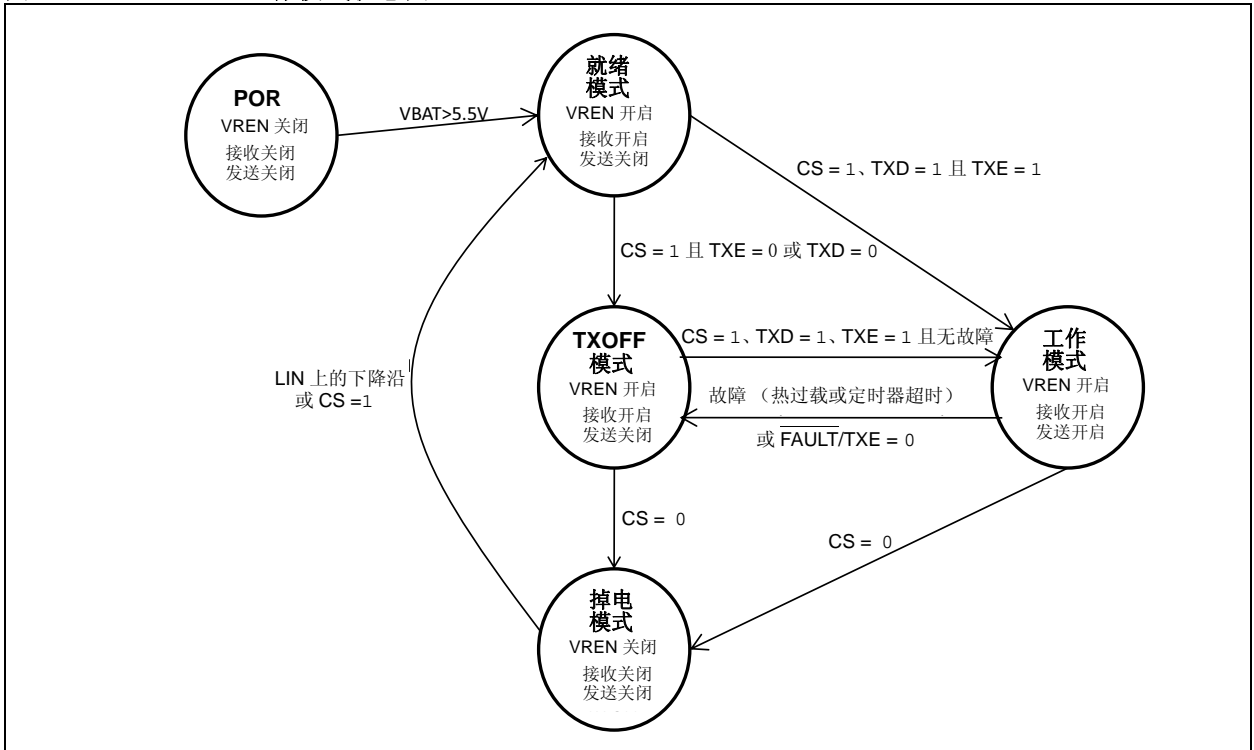 POR
VREN 关闭
接收关闭
发送关闭
VBAT>5.5V
就绪
模式
VREN 开启
接收开启
发送关闭
CS = 1、TXD = 1 且 TXE = 1
CS = 1 且 TXE = 0 或 TXD = 0
TXOFF
模式
VREN 开启
接收开启
发送关闭
CS = 1、TXD = 1、TXE = 1 且无故障
故障 （热过载或定时器超时）
或 FAULT/TXE = 0
工作
模式
VREN 开启
接收开启
发送开启
LIN 上的下降沿
或 CS =1
CS = 0
CS = 0
掉电
模式
VREN 关闭
接收关闭
发送关闭